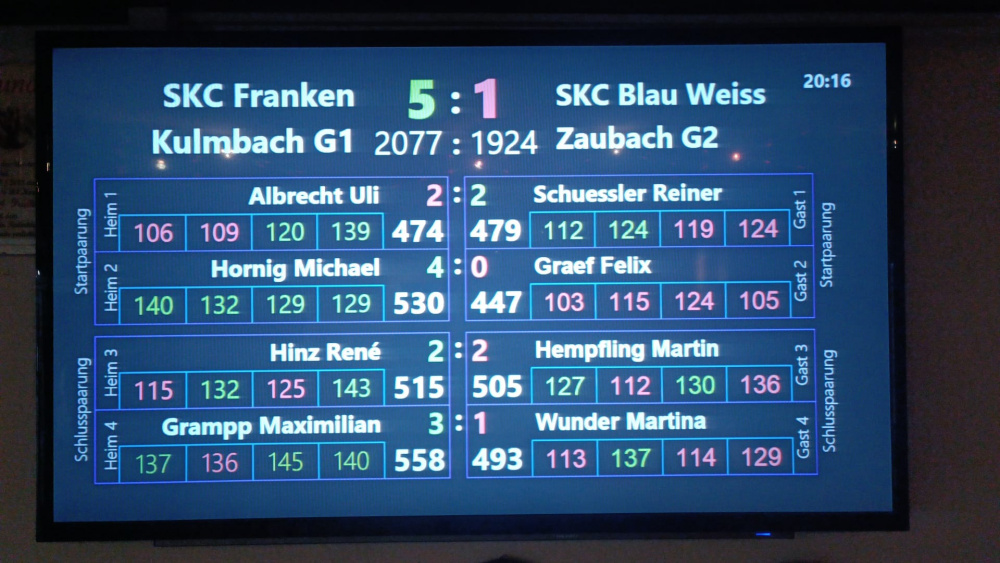 20:16
SKC Franken 5 : 1 SKC Blau Weiss
Kulmbach G1 2077 : 1924 Zaubach G2
Startpaarung
Heim 1
Albrecht Uli 2 : 2 Schuessler Reiner
106 109 120 139 474 479 112 124 119 124
Gast 1
Heim 2
Hornig Michael 4 : 0 Graef Felix
140 132 129 129 530 447 103 115 124 105
Gast 2
Startpaarung
Schlusspaarung
Heim 3
Hinz René 2 : 2 Hempfling Martin
115 132 125 143 515 505 127 112 130 136
Gast 3
Heim 4
Grampp Maximilian 3 : 1 Wunder Martina
137 136 145 140 558 493 113 137 114 129
Gast 4
Schlusspaarung